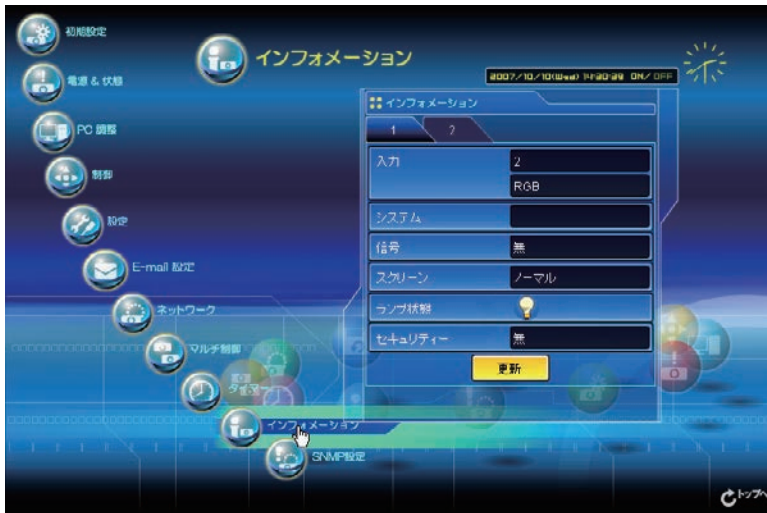 初期設定
電源 & 状態
PC 調整
制御
設定
E-mail 設定
ネットワーク
マルチ制御
タイマー
インフォメーション
SNMP設定
インフォメーション
2007/10/10(Wed) 14:30:39 ON/OFF
インフォメーション
1 2
入力 2
RGB
システム
信号 無
スクリーン ノーマル
ランプ状態
セキュリティー 無
更新
トップへ